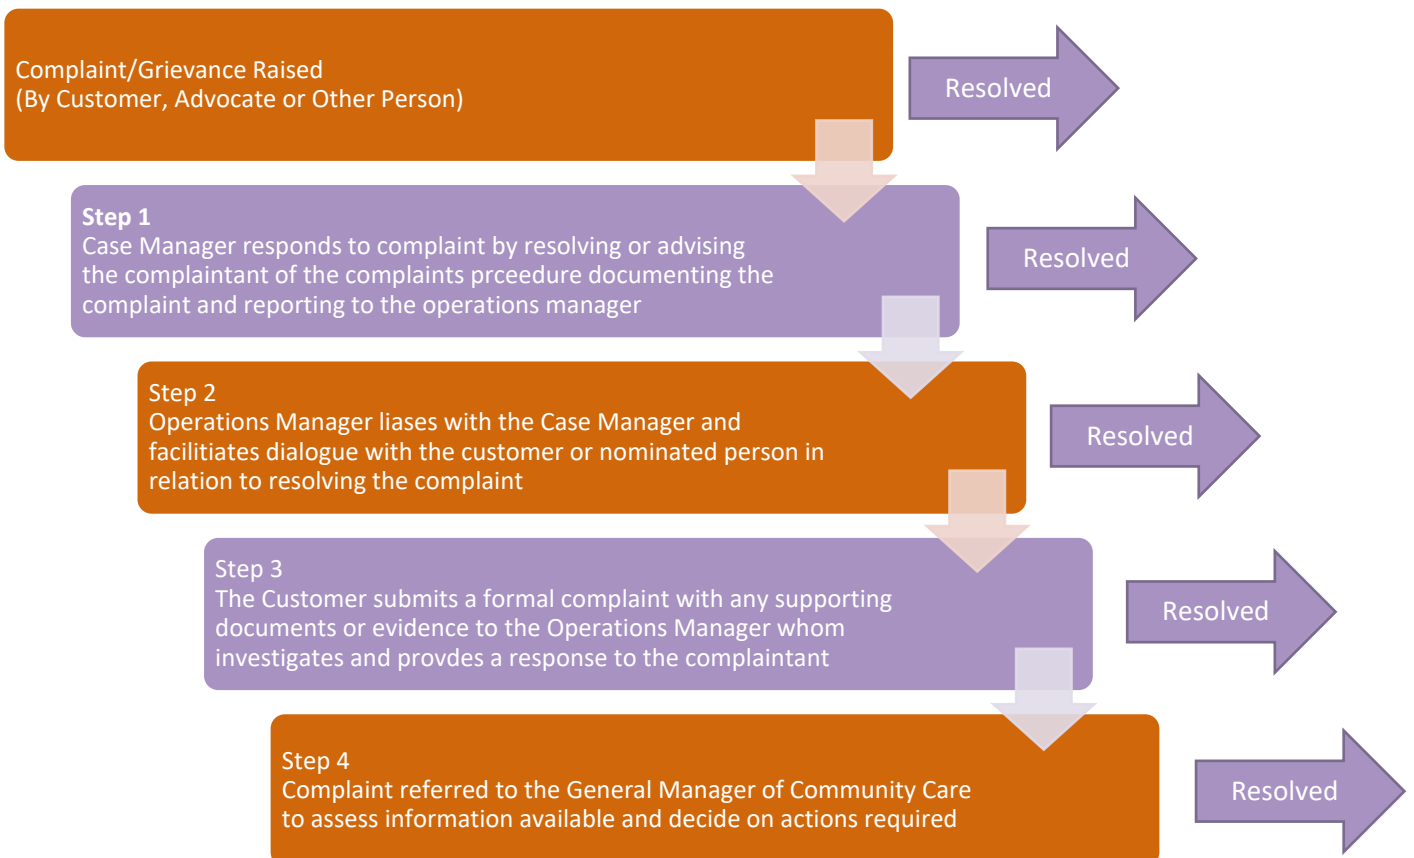 Complaint/Grievance Raised
(By Customer, Advocate or Other Person)
Resolved
Step 1
Case Manager responds to complaint by resolving or advising
the complaintant of the complaints prceedure documenting the
complaint and reporting to the operations manager
Resolved
Step 2
Operations Manager liases with the Case Manager and
facilitiates dialogue with the customer or nominated person in
relation to resolving the complaint
Resolved
Step 3
The Customer submits a formal complaint with any supporting
documents or evidence to the Operations Manager whom
investigates and provdes a response to the complaintant
Resolved
Step 4
Complaint referred to the General Manager of Community Care
to assess information available and decide on actions required
Resolved